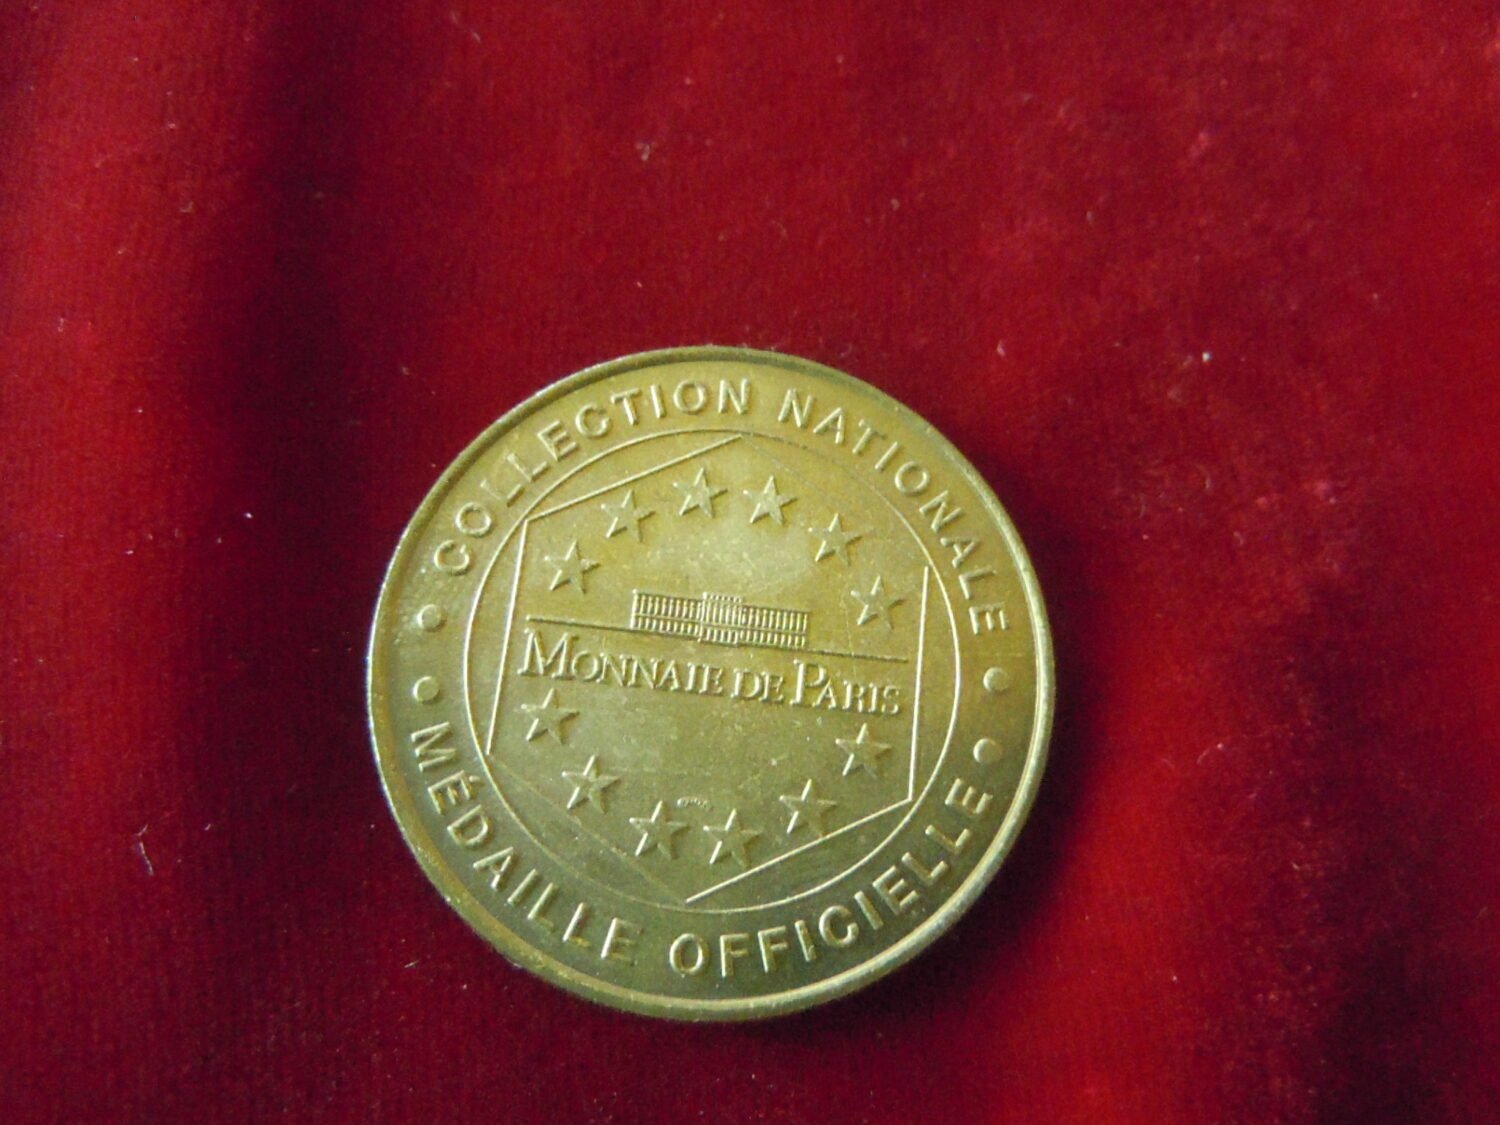 COLLECTION NATIONALE
MONNAIE DE PARIS
MÉDAILLE OFFICIELLE